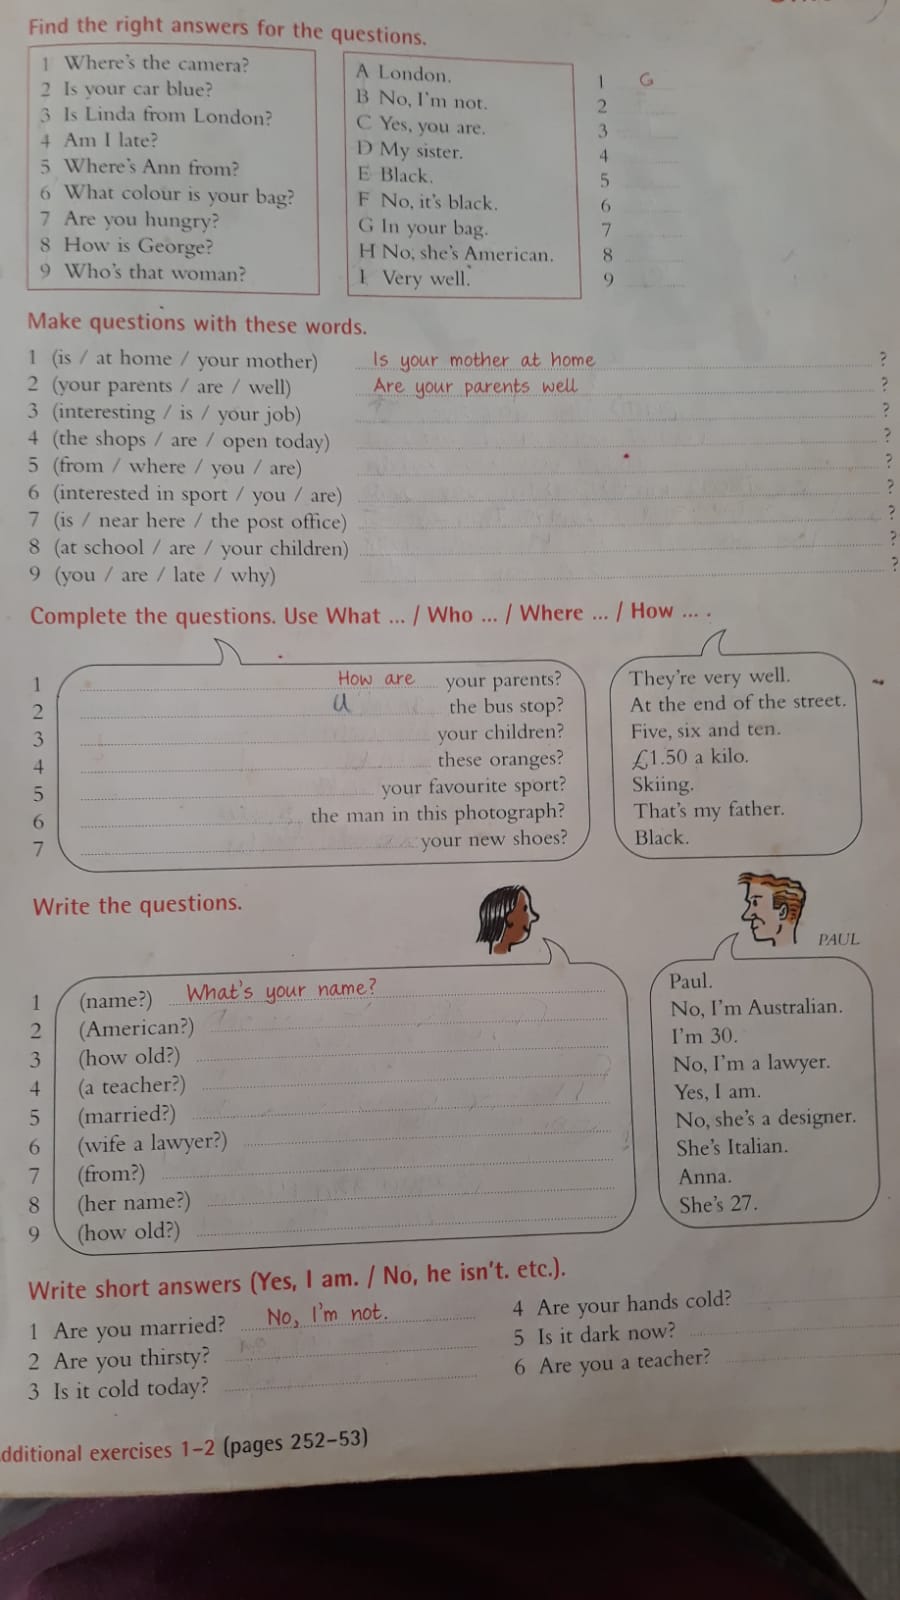 Find the right answers for the questions.
1 Where's the camera?
2 Is your car blue?
3 Is Linda from London?
4 Am I late?
5 Where's Ann from?
6 What colour is your bag?
7 Are you hungry?
8 How is George?
9 Who's that woman?
A London.
B No, I'm not.
C Yes, you are.
D My sister.
E Black.
F No, it's black.
G In your bag.
H No, she's American.
I Very well.
1 G
2
3
4
5
6
7
8
9
Make questions with these words.
1 (is / at home / your mother) Is your mother at home ?
2 (your parents / are / well) Are your parents well ?
3 (interesting / is / your job) ?
4 (the shops / are / open today) ?
5 (from / where / you / are) ?
6 (interested in sport / you / are) ?
7 (is / near here / the post office) ?
8 (at school / are / your children) ?
9 (you / are / late / why) ?
Complete the questions. Use What ... / Who ... / Where ... / How ... .
1 How are your parents? They're very well.
2 the bus stop? At the end of the street.
3 your children? Five, six and ten.
4 these oranges? £1.50 a kilo.
5 your favourite sport? Skiing.
6 the man in this photograph? That's my father.
7 your new shoes? Black.
Write the questions.
PAUL
1 (name?) What's your name? Paul.
2 (American?) No, I'm Australian.
3 (how old?) I'm 30.
4 (a teacher?) No, I'm a lawyer.
5 (married?) Yes, I am.
6 (wife a lawyer?) No, she's a designer.
7 (from?) She's Italian.
8 (her name?) Anna.
9 (how old?) She's 27.
Write short answers (Yes, I am. / No, he isn't. etc.).
1 Are you married? No, I'm not.
2 Are you thirsty?
3 Is it cold today?
4 Are your hands cold?
5 Is it dark now?
6 Are you a teacher?
dditional exercises 1–2 (pages 252–53)